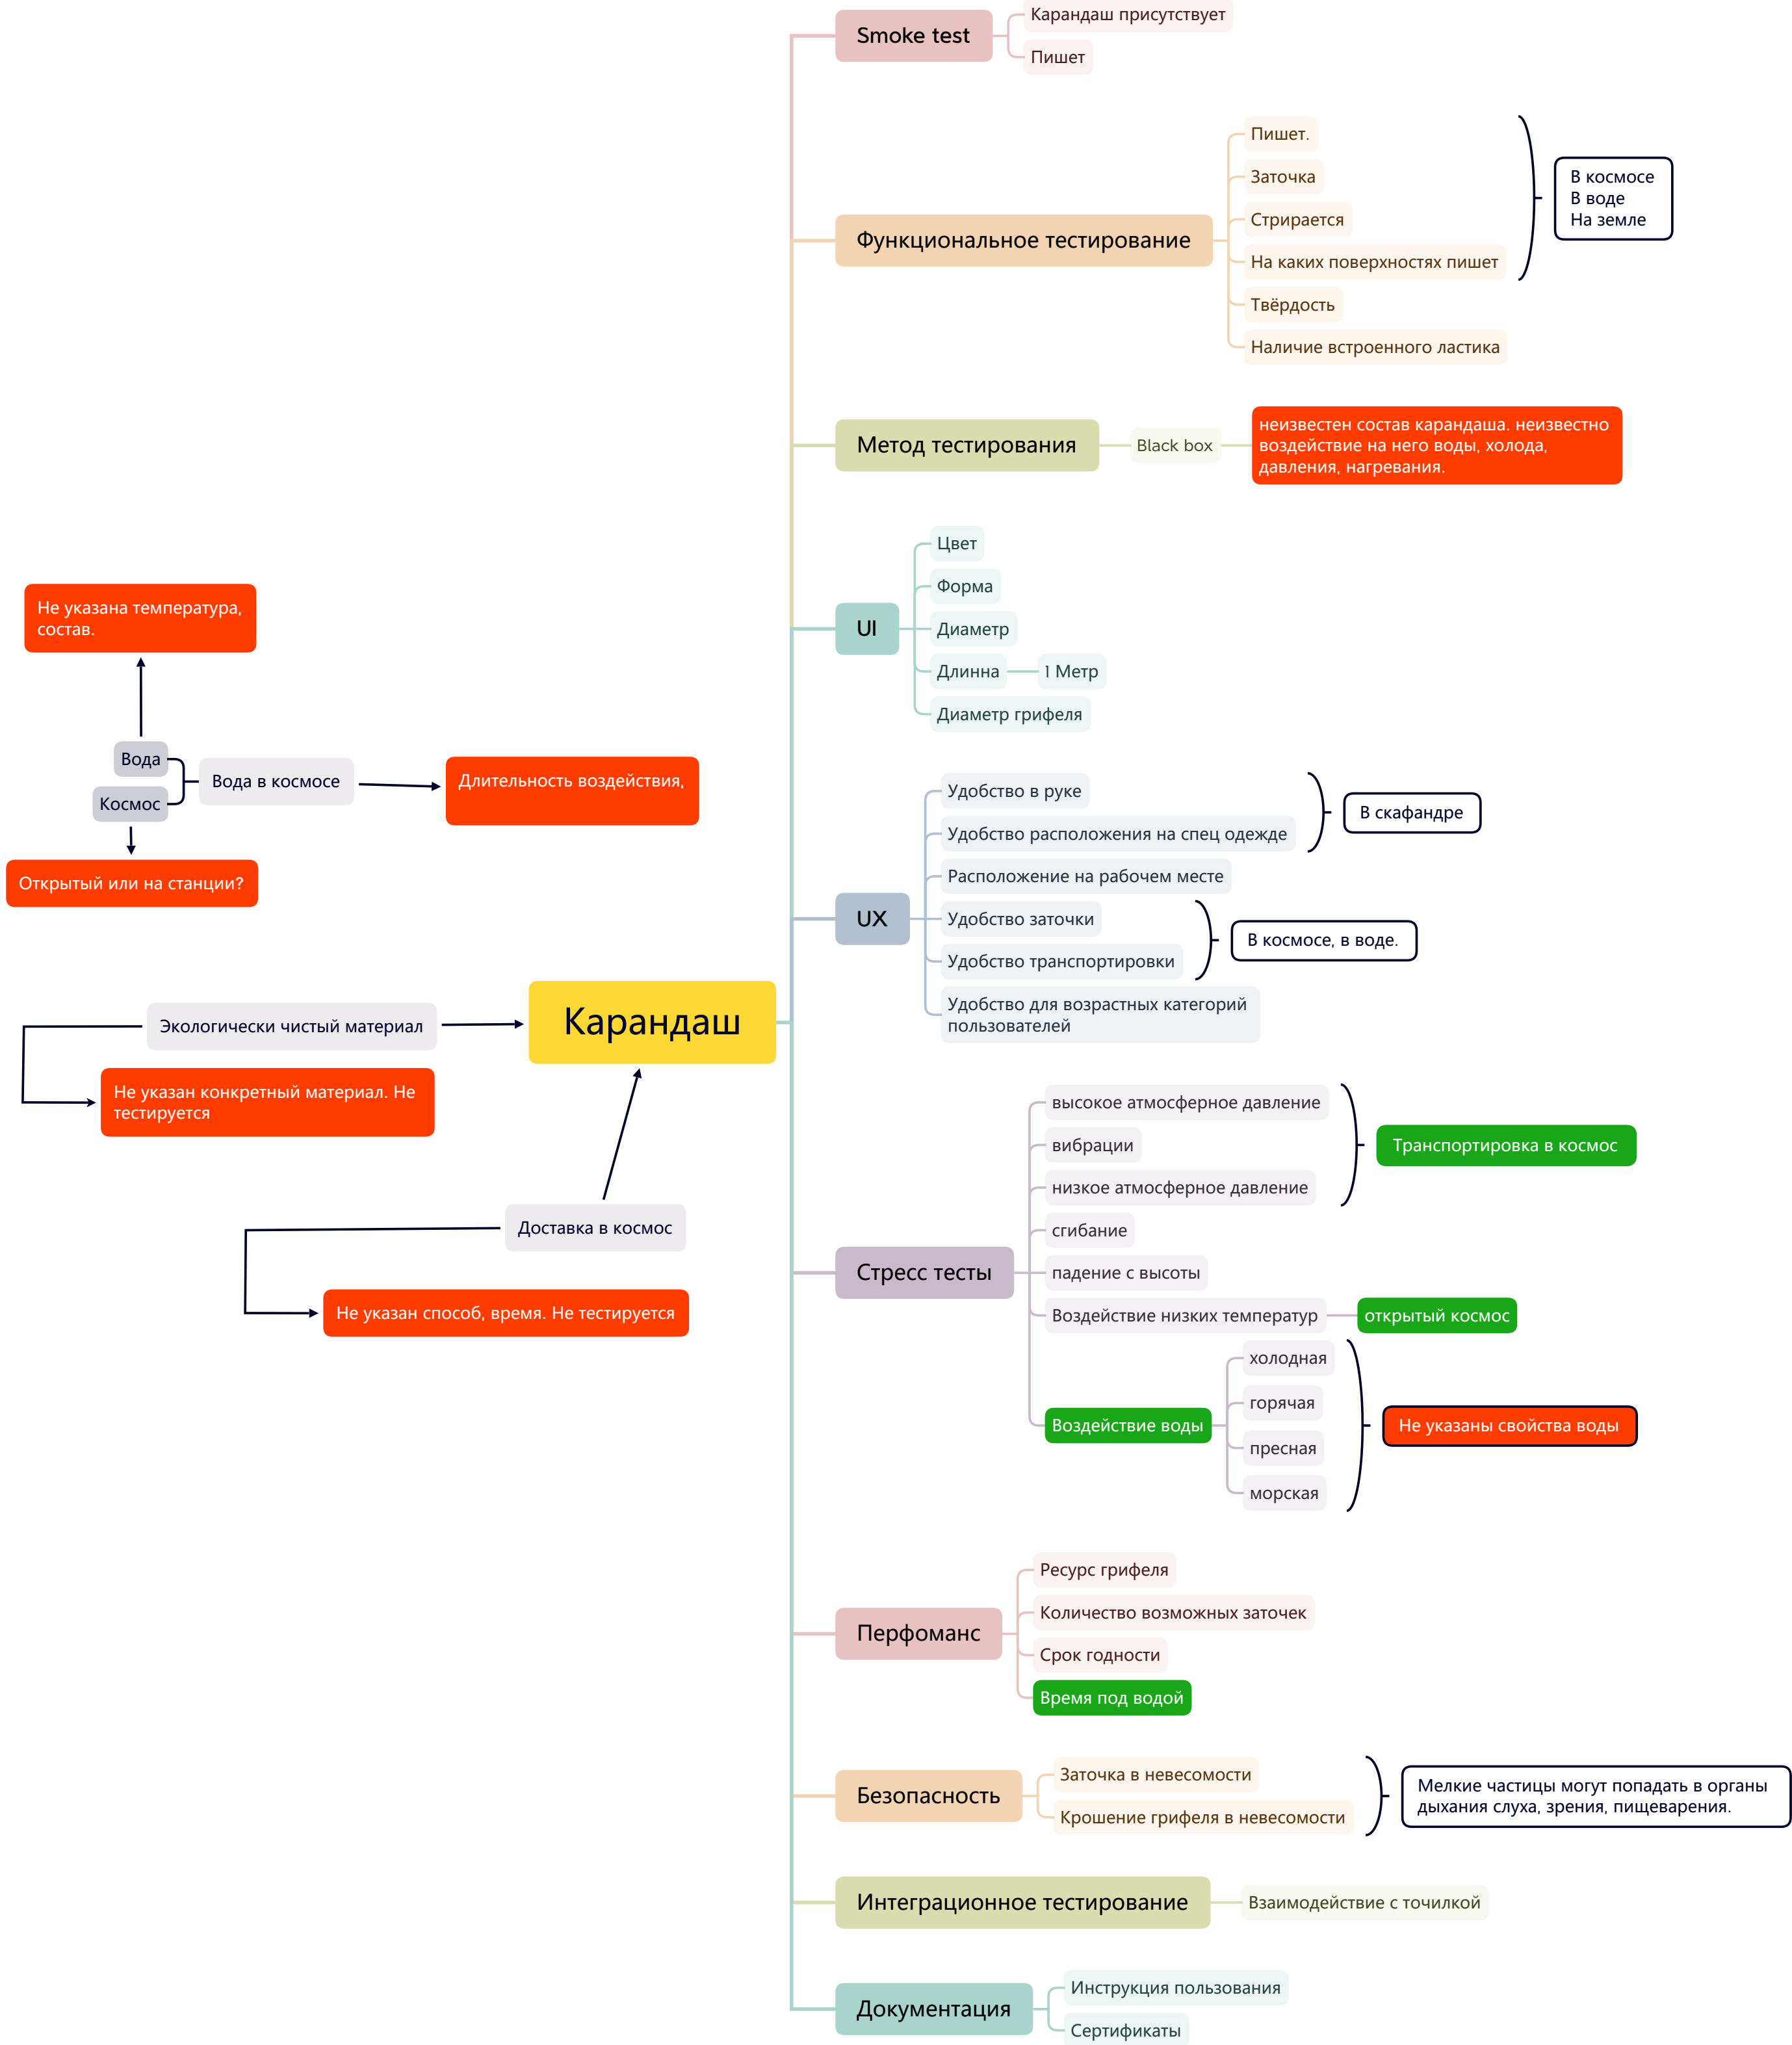 Smoke test
Карандаш присутствует
Пишет
Функциональное тестирование
Пишет.
Заточка
Стрирается
На каких поверхностях пишет
Твёрдость
Наличие встроенного ластика
В космосе
В воде
На земле
Метод тестирования
Black box
неизвестен состав карандаша. неизвестно
воздействие на него воды, холода,
давления, нагревания.
UI
Цвет
Форма
Диаметр
Длинна
1 Метр
Диаметр грифеля
Не указана температура,
состав.
Вода
Космос
Вода в космосе
Длительность воздействия,
Открытый или на станции?
UX
Удобство в руке
Удобство расположения на спец одежде
В скафандре
Расположение на рабочем месте
Удобство заточки
Удобство транспортировки
В космосе, в воде.
Удобство для возрастных категорий
пользователей
Карандаш
Экологически чистый материал
Не указан конкретный материал. Не
тестируется
Доставка в космос
Не указан способ, время. Не тестируется
Стресс тесты
высокое атмосферное давление
вибрации
низкое атмосферное давление
Транспортировка в космос
сгибание
падение с высоты
Воздействие низких температур
открытый космос
Воздействие воды
холодная
горячая
пресная
морская
Не указаны свойства воды
Перфоманс
Ресурс грифеля
Количество возможных заточек
Срок годности
Время под водой
Безопасность
Заточка в невесомости
Крошение грифеля в невесомости
Мелкие частицы могут попадать в органы
дыхания слуха, зрения, пищеварения.
Интеграционное тестирование
Взаимодействие с точилкой
Документация
Инструкция пользования
Сертификаты